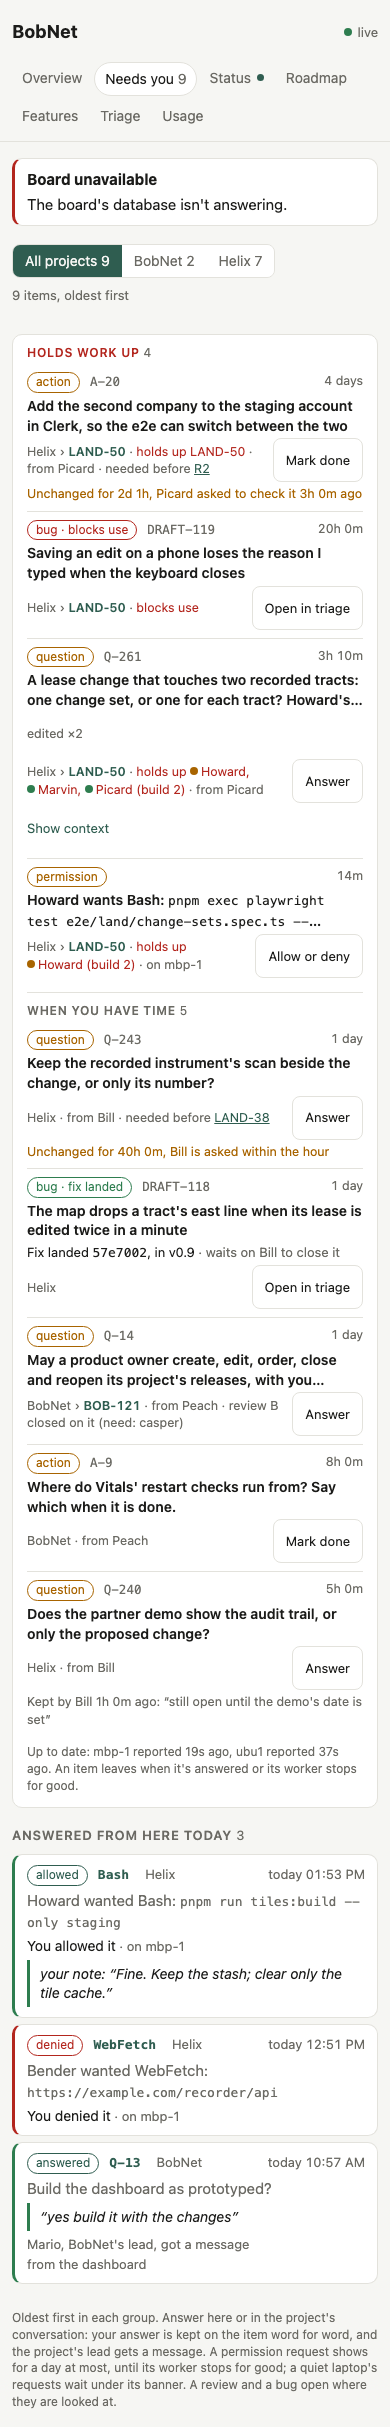 BobNet
live
Overview
Needs you 9
Status
Roadmap
Features
Triage
Usage
Board unavailable
The board's database isn't answering.
All projects 9
BobNet 2
Helix 7
9 items, oldest first
HOLDS WORK UP 4
action A-20 4 days
Add the second company to the staging account
in Clerk, so the e2e can switch between the two
Helix › LAND-50 · holds up LAND-50 ·
from Picard · needed before R2
Mark done
Unchanged for 2d 1h, Picard asked to check it 3h 0m ago
bug · blocks use DRAFT-119 20h 0m
Saving an edit on a phone loses the reason I
typed when the keyboard closes
Helix › LAND-50 · blocks use
Open in triage
question Q-261 3h 10m
A lease change that touches two recorded tracts:
one change set, or one for each tract? Howard's...
edited ×2
Helix › LAND-50 · holds up Howard,
Marvin, Picard (build 2) · from Picard
Answer
Show context
permission 14m
Howard wants Bash: pnpm exec playwright
test e2e/land/change-sets.spec.ts --...
Helix › LAND-50 · holds up
Howard (build 2) · on mbp-1
Allow or deny
WHEN YOU HAVE TIME 5
question Q-243 1 day
Keep the recorded instrument's scan beside the
change, or only its number?
Helix · from Bill · needed before LAND-38
Answer
Unchanged for 40h 0m, Bill is asked within the hour
bug · fix landed DRAFT-118 1 day
The map drops a tract's east line when its lease is
edited twice in a minute
Fix landed 57e7002, in v0.9 · waits on Bill to close it
Helix
Open in triage
question Q-14 1 day
May a product owner create, edit, order, close
and reopen its project's releases, with you...
BobNet › BOB-121 · from Peach · review B
closed on it (need: casper)
Answer
action A-9 8h 0m
Where do Vitals' restart checks run from? Say
which when it is done.
BobNet · from Peach
Mark done
question Q-240 5h 0m
Does the partner demo show the audit trail, or
only the proposed change?
Helix · from Bill
Answer
Kept by Bill 1h 0m ago: “still open until the demo's date is
set”
Up to date: mbp-1 reported 19s ago, ubu1 reported 37s
ago. An item leaves when it's answered or its worker stops
for good.
ANSWERED FROM HERE TODAY 3
allowed Bash Helix today 01:53 PM
Howard wanted Bash: pnpm run tiles:build --
only staging
You allowed it · on mbp-1
your note: “Fine. Keep the stash; clear only the
tile cache.”
denied WebFetch Helix today 12:51 PM
Bender wanted WebFetch:
https://example.com/recorder/api
You denied it · on mbp-1
answered Q-13 BobNet today 10:57 AM
Build the dashboard as prototyped?
“yes build it with the changes”
Mario, BobNet's lead, got a message
from the dashboard
Oldest first in each group. Answer here or in the project's
conversation: your answer is kept on the item word for word, and
the project's lead gets a message. A permission request shows
for a day at most, until its worker stops for good; a quiet laptop's
requests wait under its banner. A review and a bug open where
they are looked at.